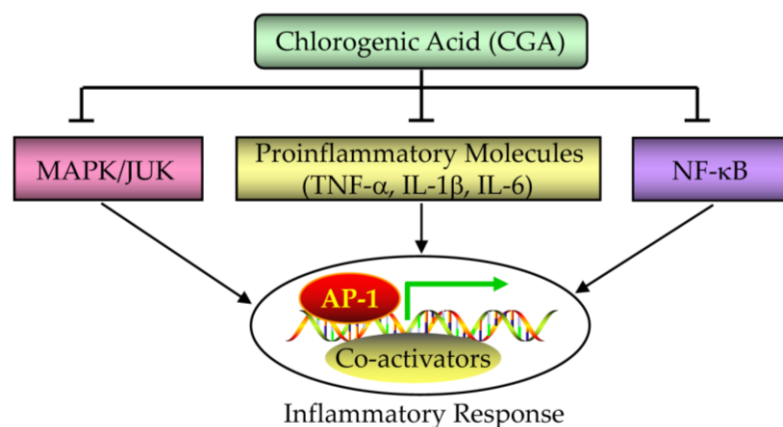 Chlorogenic Acid (CGA)
MAPK/JUK
Proinflammatory Molecules
(TNF-α, IL-1β, IL-6)
NF-κB
AP-1
Co-activators
Inflammatory Response